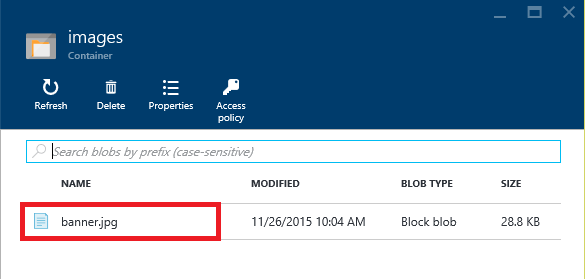 images
Container
Refresh Delete Properties Access policy
Search blobs by prefix (case-sensitive)
NAME MODIFIED BLOB TYPE SIZE
banner.jpg 11/26/2015 10:04 AM Block blob 28.8 KB